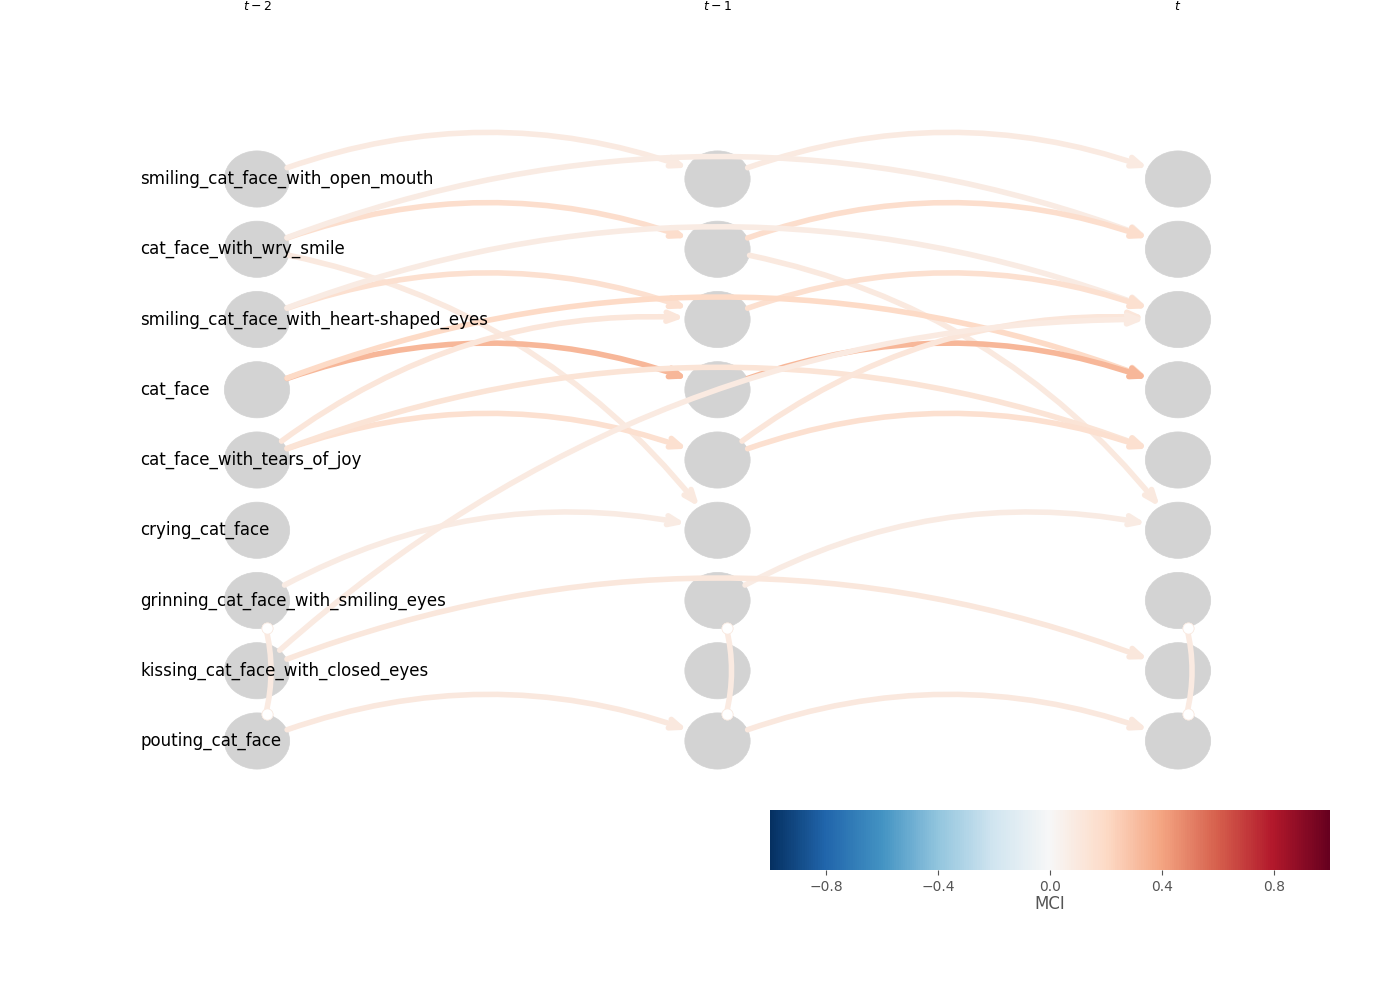 t − 2 t − 1 t
smiling_cat_face_with_open_mouth
cat_face_with_wry_smile
smiling_cat_face_with_heart-shaped_eyes
cat_face
cat_face_with_tears_of_joy
crying_cat_face
grinning_cat_face_with_smiling_eyes
kissing_cat_face_with_closed_eyes
pouting_cat_face
−0.8 −0.4 0.0 0.4 0.8
MCI